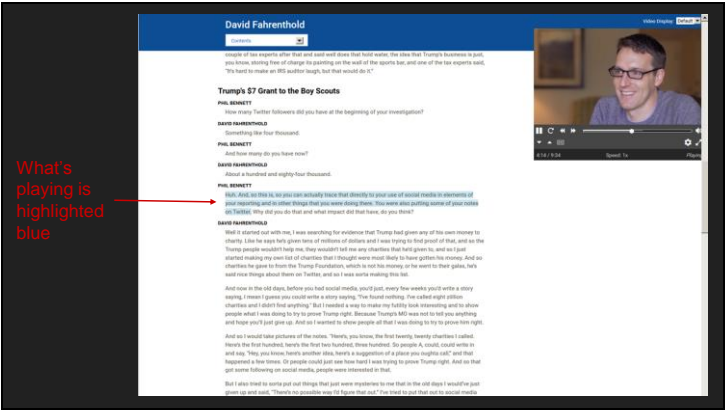 David Fahrenthold
Video Display: Default
Contents
couple of tax experts after that and said well does that hold water, the idea that Trump's business is just,
you know, storing free of charge its painting on the wall of the sports bar, and one of the tax experts said,
"It's hard to make an IRS auditor laugh, but that would do it."
Trump's $7 Grant to the Boy Scouts
PHIL BENNETT
How many Twitter followers did you have at the beginning of your investigation?
DAVID FAHRENTHOLD
Something like four thousand.
PHIL BENNETT
And how many do you have now?
DAVID FAHRENTHOLD
About a hundred and eighty-four thousand.
PHIL BENNETT
Huh. And, so this is, so you can actually trace that directly to your use of social media in elements of
your reporting and in other things that you were doing there. You were also putting some of your notes
on Twitter. Why did you do that and what impact did that have, do you think?
DAVID FAHRENTHOLD
Well it started out with me, I was searching for evidence that Trump had given any of his own money to
charity. Like he says he's given tens of millions of dollars and I was trying to find proof of that, and so the
Trump people wouldn't help me, they wouldn't tell me any charities that he'd given to, and so I just
started making my own list of charities that I thought were most likely to have gotten his money. And so
charities he gave to from the Trump Foundation, which is not his money, or he went to their galas, he's
said nice things about them on Twitter, and so I was sorta making this list.
And now in the old days, before you had social media, you'd just, every few weeks you'd write a story
saying, I mean I guess you could write a story saying, "I've found nothing. I've called eight zillion
charities and I didn't find anything." But I needed a way to make my futility look interesting and to show
people what I was doing to try to prove Trump right. Because Trump's MO was not to tell you anything
and hope you'll just give up. And so I wanted to show people all that I was doing to try to prove him right.
And so I would take pictures of the notes. "Here's, you know, the first twenty, twenty charities I called.
Here's the first hundred, here's the first two hundred, three hundred. So people A, could, could write in
and say, "Hey, you know, here's another idea, here's a suggestion of a place you oughta call," and that
happened a few times. Or people could just see how hard I was trying to prove Trump right. And so that
got some following on social media, people were interested in that.
But I also tried to sorta put out things that just were mysteries to me that in the old days I would've just
given up and said, "There's no possible way I'd figure that out." I've tried to put that out to social media
8:14 / 9:34
Speed: 1x
What's
playing is
highlighted
blue